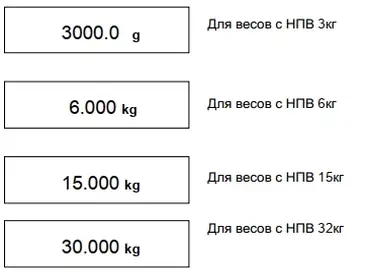 3000.0 g Для весов с НПВ 3кг
6.000 kg Для весов с НПВ 6кг
15.000 kg Для весов с НПВ 15кг
30.000 kg Для весов с НПВ 32кг